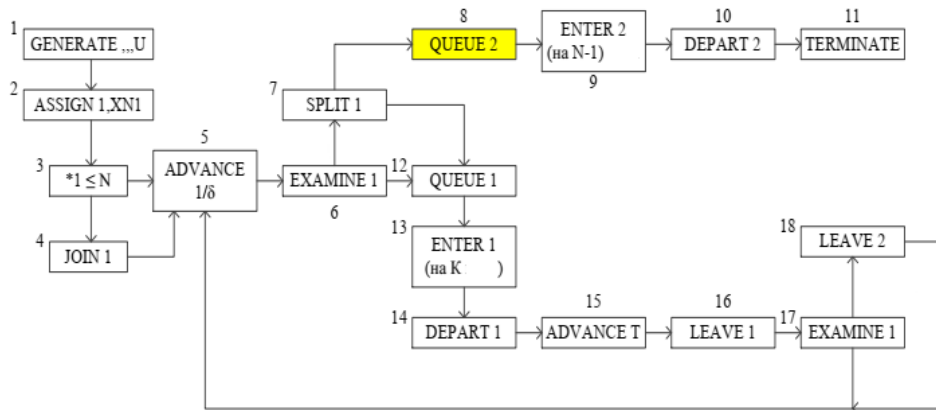 1
GENERATE ,,,U
2
ASSIGN 1,XN1
3
*1 ≤ N
4
JOIN 1
5
ADVANCE
1/δ
6
EXAMINE 1
7
SPLIT 1
8
QUEUE 2
9
ENTER 2
(на N-1)
10
DEPART 2
11
TERMINATE
12
QUEUE 1
13
ENTER 1
(на К )
14
DEPART 1
15
ADVANCE T
16
LEAVE 1
17
EXAMINE 1
18
LEAVE 2